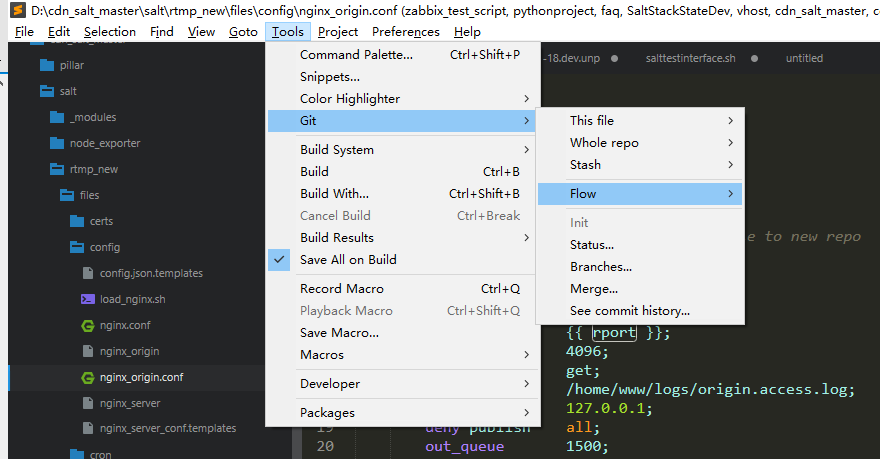 D:\cdn_salt_master\salt\rtmp_new\files\config\nginx_origin.conf (zabbix_test_script, pythonproject, faq, SaltStackStateDev, vhost, cdn_salt_master, c
File Edit Selection Find View Goto Tools Project Preferences Help
pillar
salt
_modules
node_exporter
rtmp_new
files
certs
config
config.json.templates
load_nginx.sh
nginx.conf
nginx_origin
nginx_origin.conf
nginx_server
nginx_server_conf.templates
cron
Command Palette... Ctrl+Shift+P
Snippets...
Color Highlighter
Git
Build System
Build Ctrl+B
Build With... Ctrl+Shift+B
Cancel Build Ctrl+Break
Build Results
Save All on Build
Record Macro Ctrl+Q
Playback Macro Ctrl+Shift+Q
Save Macro...
Macros
Developer
Packages
This file
Whole repo
Stash
Flow
Init
Status...
Branches...
Merge...
See commit history...
-18.dev.unp salttestinterface.sh untitled
e to new repo
{{ rport }};
4096;
get;
/home/www/logs/origin.access.log;
127.0.0.1;
19 deny publish all;
20 out_queue 1500;